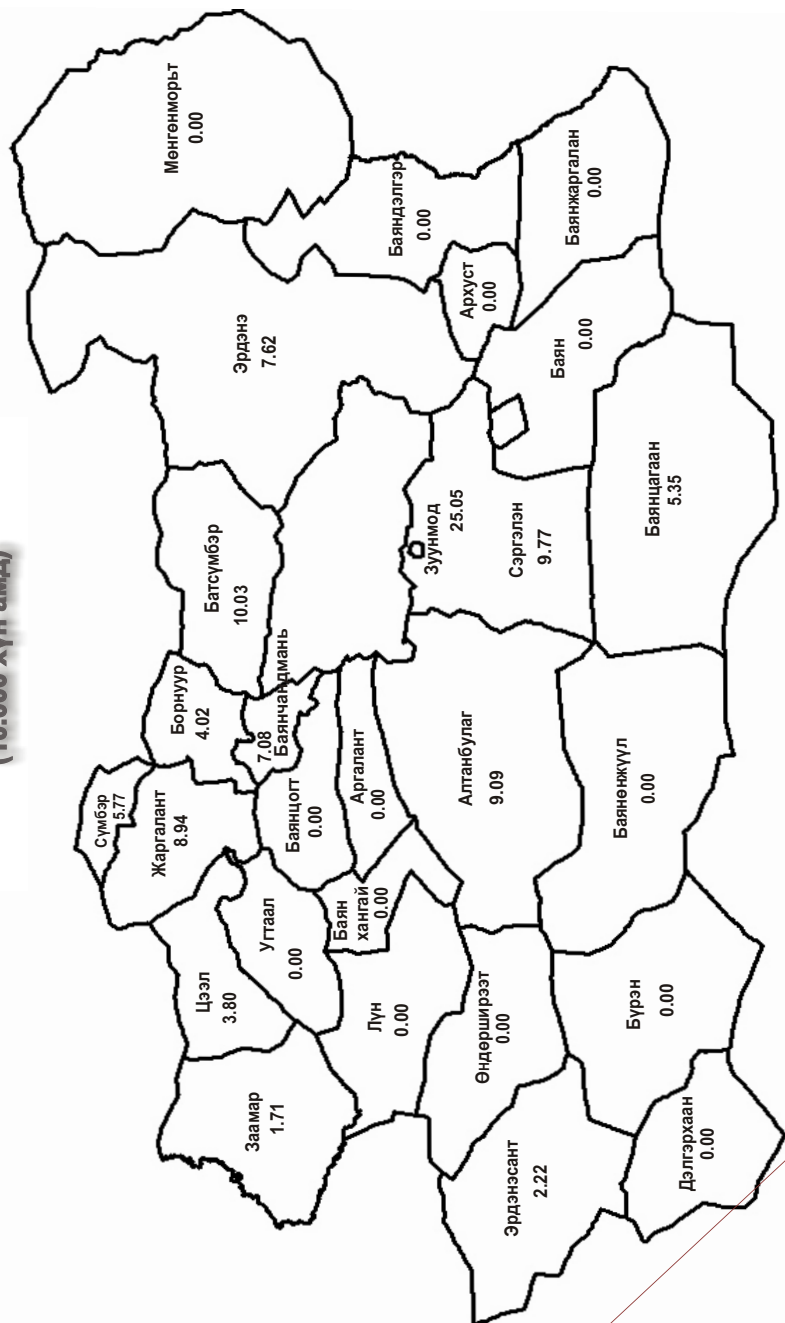 (10.000 хүн амд)
Мөнгөнморьт
0.00
Баяндэлгэр
0.00
Баянжаргалан
0.00
Архуст
0.00
Эрдэнэ
7.62
Баян
0.00
Батсүмбэр
10.03
Зуунмод
25.05
Сэргэлэн
9.77
Баянцагаан
5.35
Борнуур
4.02
Баянчандмань
7.08
Сүмбэр
5.77
Жаргалант
8.94
Баянцогт
0.00
Аргалант
0.00
Алтанбулаг
9.09
Баянөнжүүл
0.00
Угтаал
0.00
Баян
хангай
0.00
Цээл
3.80
Лүн
0.00
Өндөрширээт
0.00
Бүрэн
0.00
Заамар
1.71
Эрдэнэсант
2.22
Дэлгэрхаан
0.00